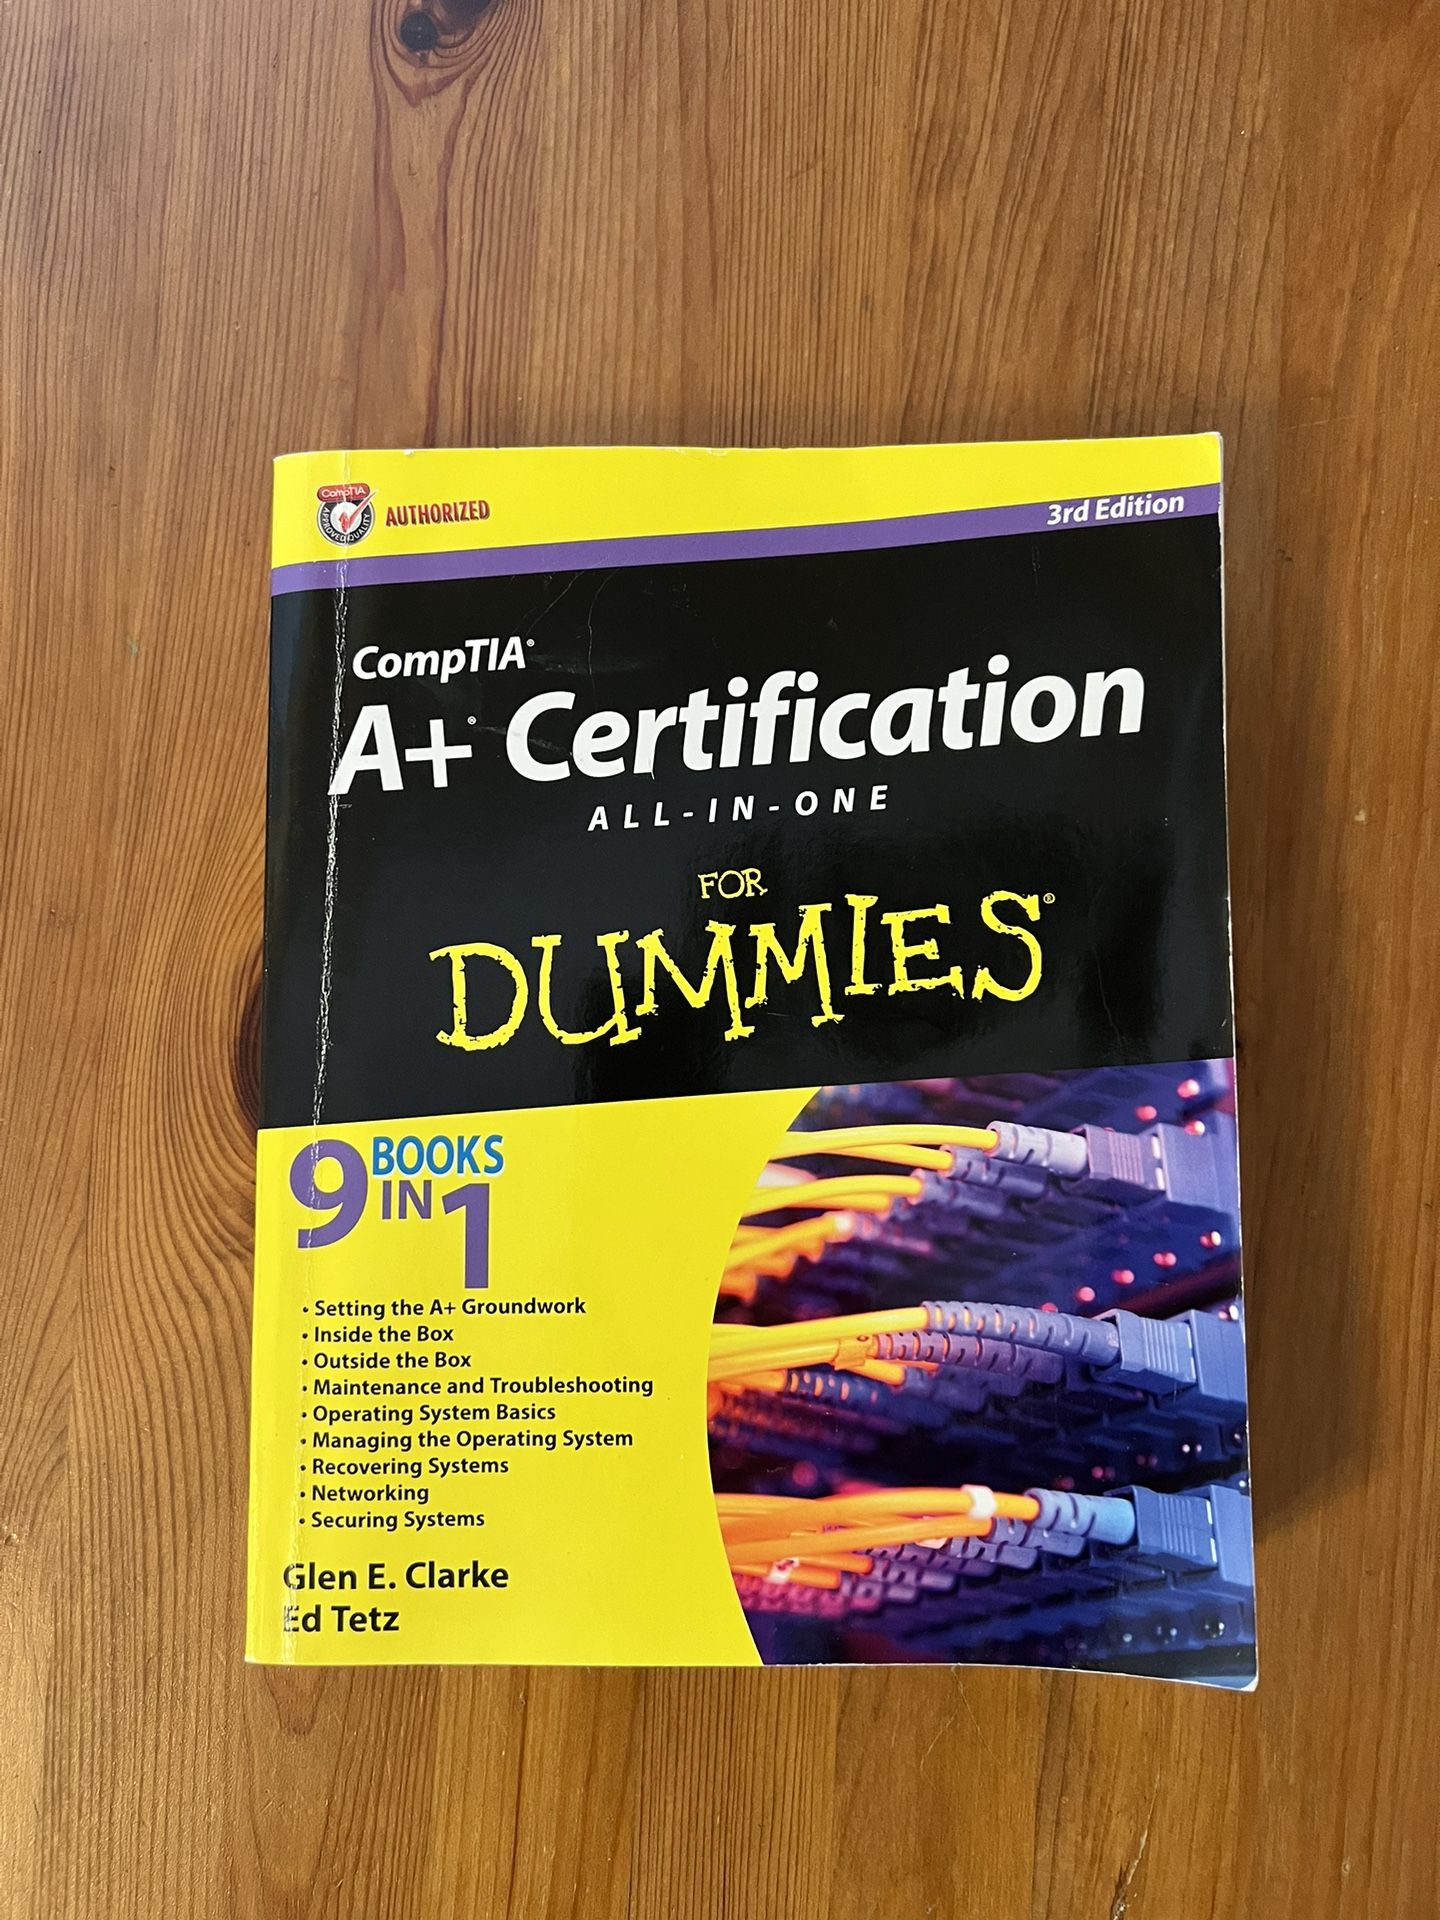 CompTIA
APPROVED QUALITY
AUTHORIZED
3rd Edition
CompTIA®
A+® Certification
ALL-IN-ONE
FOR
DUMMIES®
9 BOOKS
IN 1
• Setting the A+ Groundwork
• Inside the Box
• Outside the Box
• Maintenance and Troubleshooting
• Operating System Basics
• Managing the Operating System
• Recovering Systems
• Networking
• Securing Systems
Glen E. Clarke
Ed Tetz